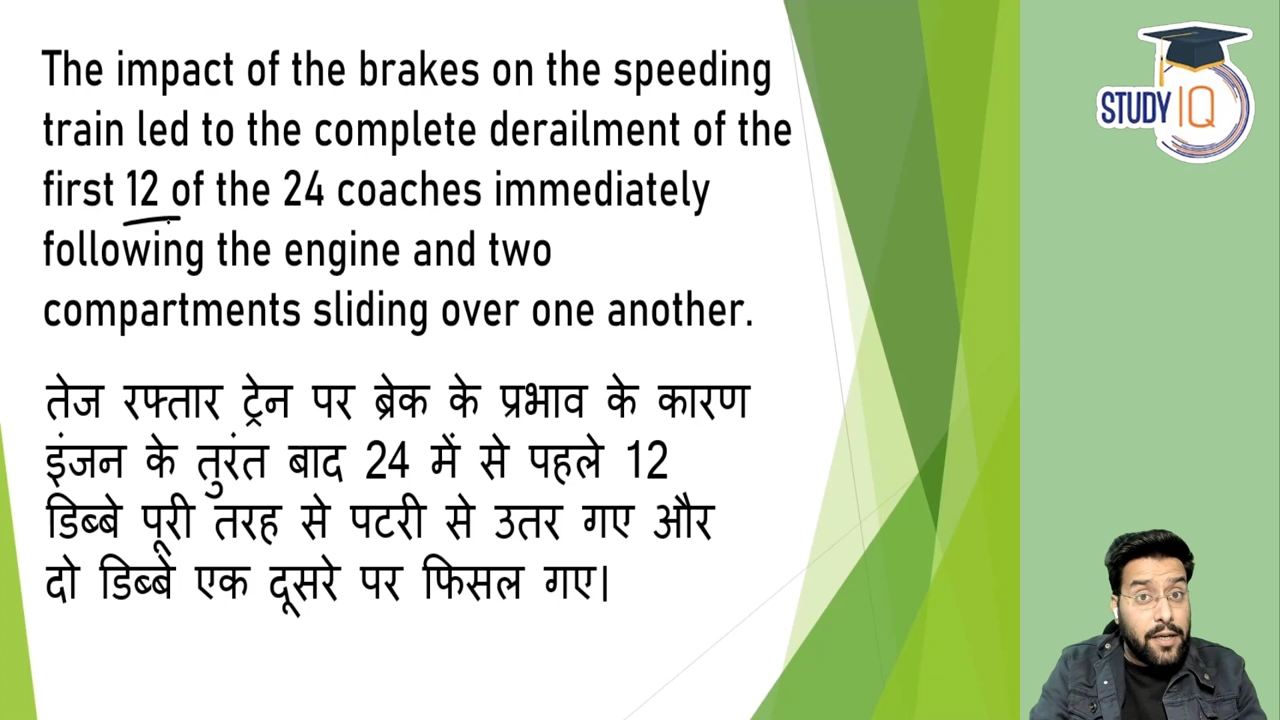 The impact of the brakes on the speeding
train led to the complete derailment of the
first 12 of the 24 coaches immediately
following the engine and two
compartments sliding over one another.
तेज रफ्तार ट्रेन पर ब्रेक के प्रभाव के कारण
इंजन के तुरंत बाद 24 में से पहले 12
डिब्बे पूरी तरह से पटरी से उतर गए और
दो डिब्बे एक दूसरे पर फिसल गए।
STUDY IQ